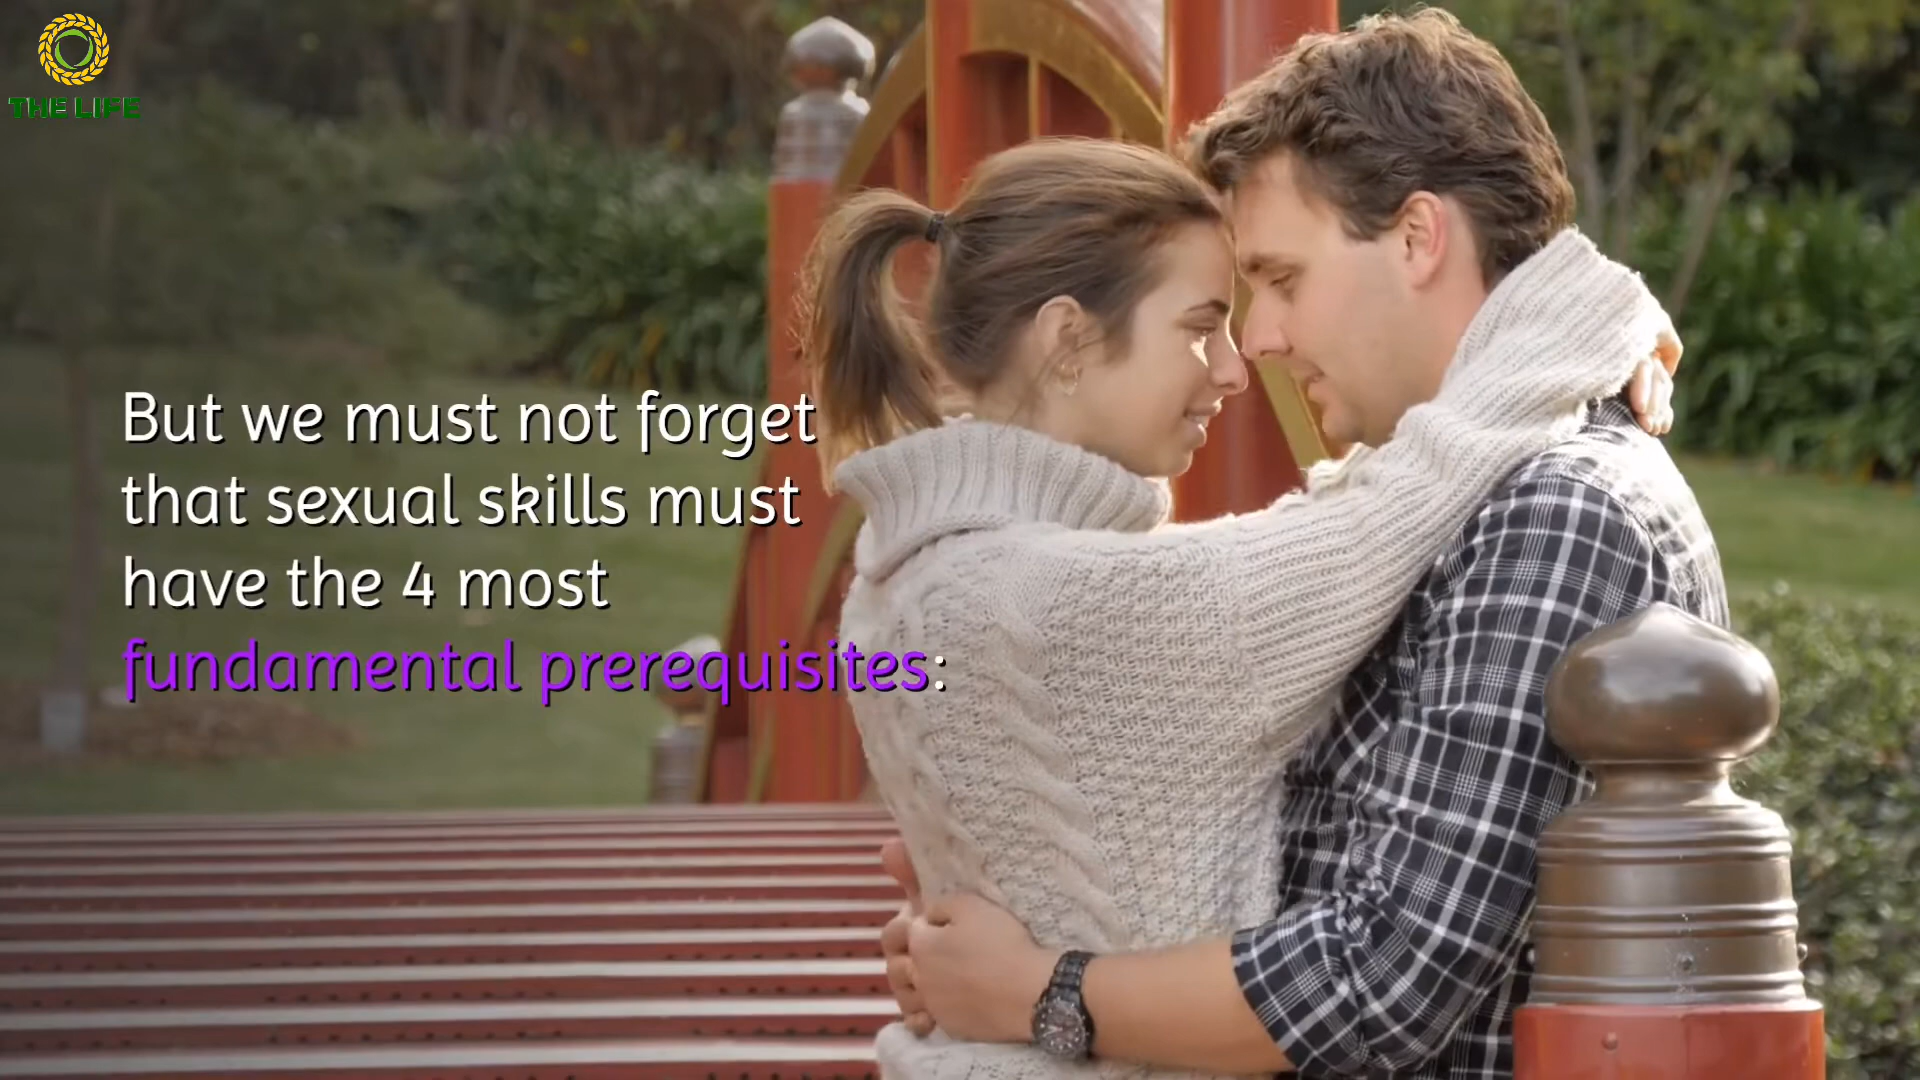 THE LIFE
But we must not forget
that sexual skills must
have the 4 most
fundamental prerequisites: